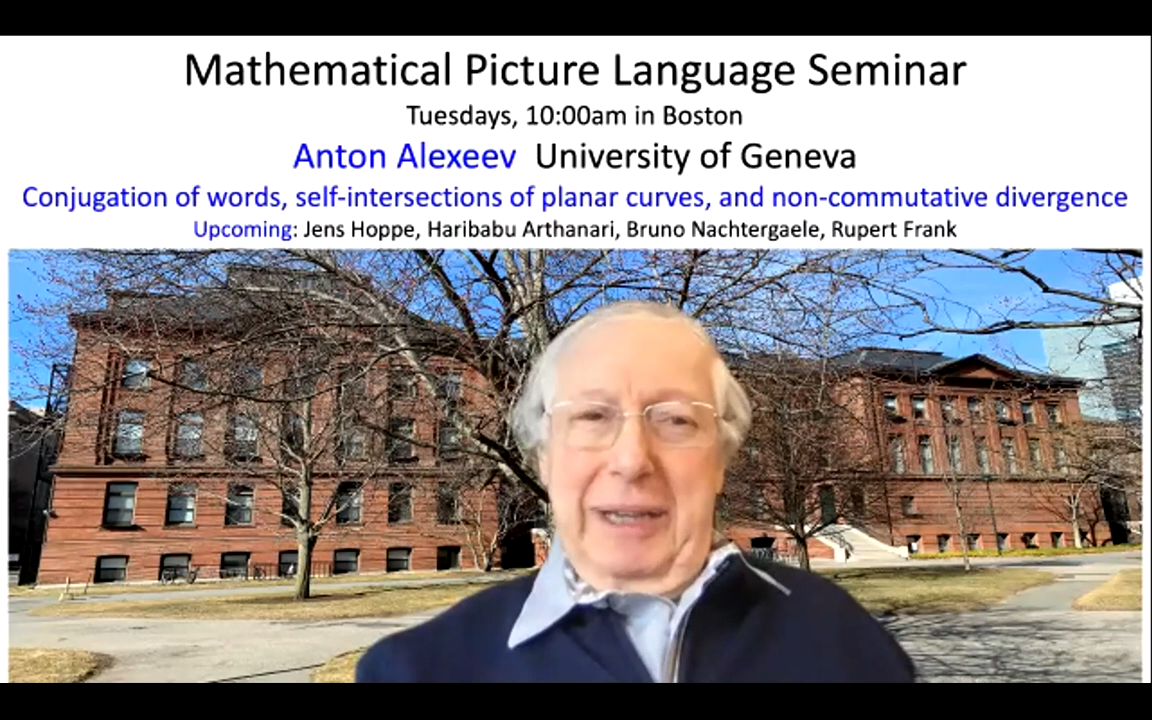 Mathematical Picture Language Seminar
Tuesdays, 10:00am in Boston
Anton Alexeev University of Geneva
Conjugation of words, self-intersections of planar curves, and non-commutative divergence
Upcoming: Jens Hoppe, Haribabu Arthanari, Bruno Nachtergaele, Rupert Frank